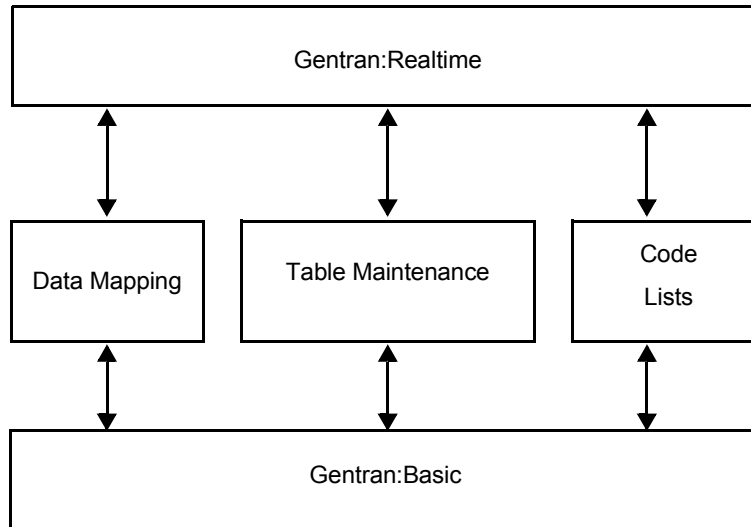 Gentran:Realtime
Data Mapping
Table Maintenance
Code
Lists
Gentran:Basic